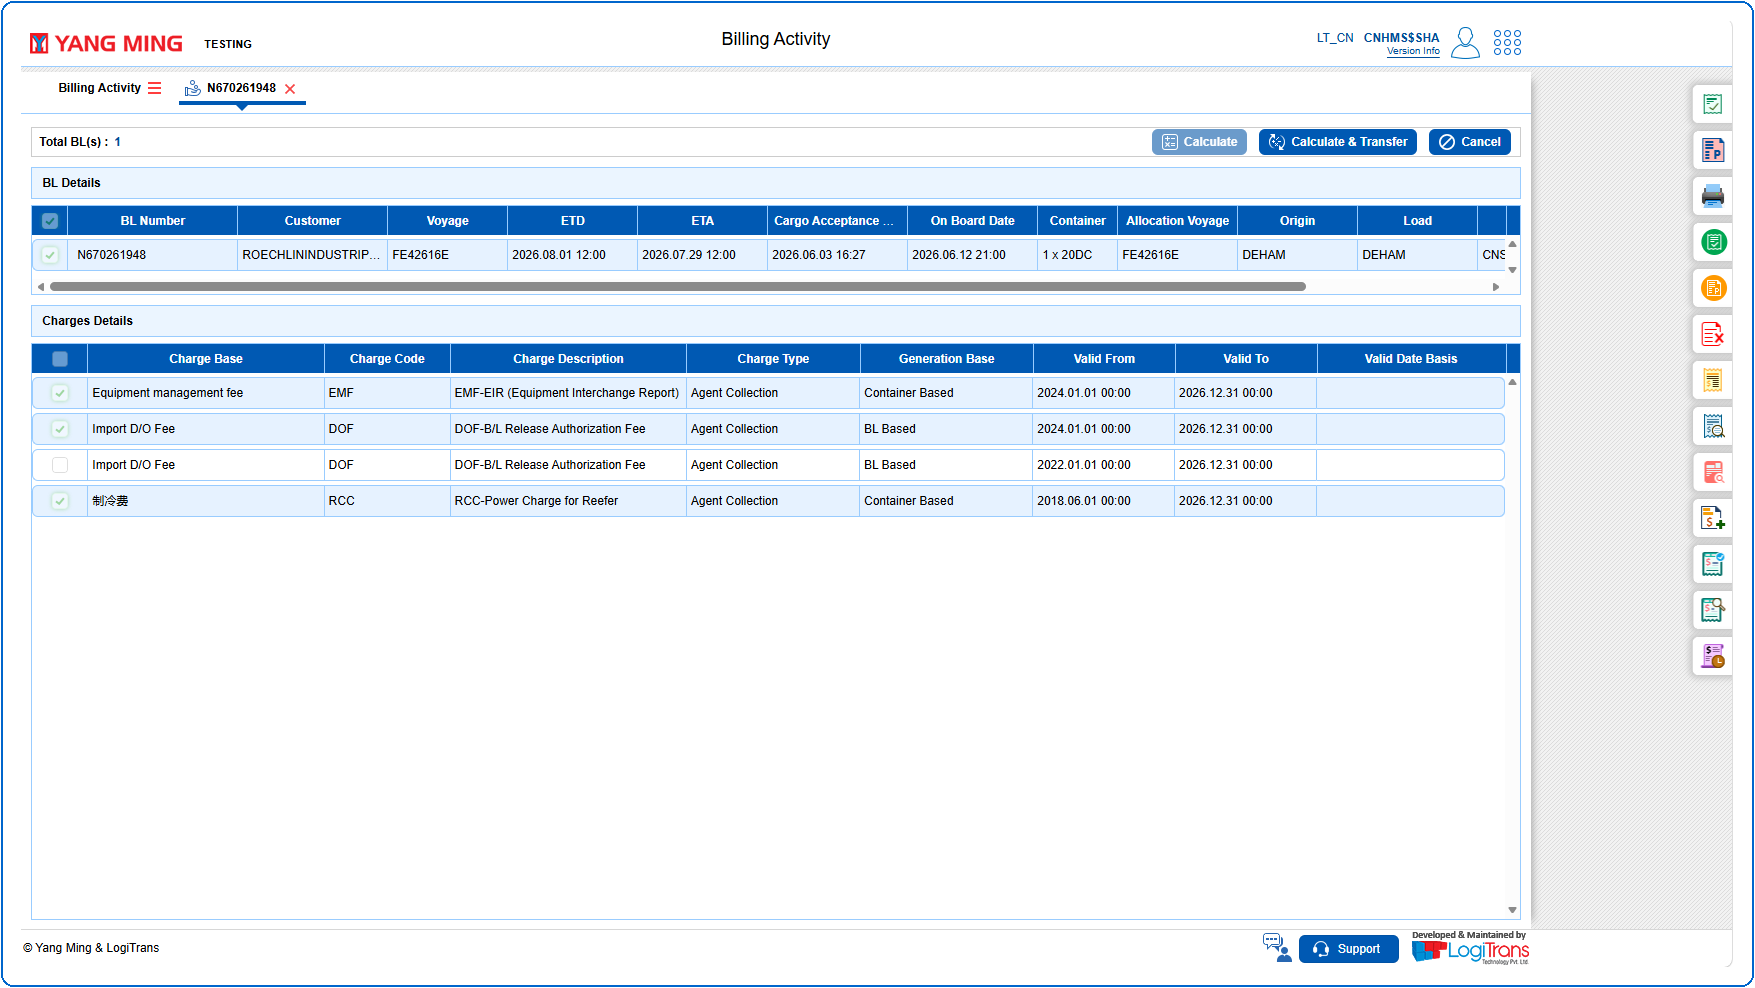 YANG MING TESTING Billing Activity LT_CN CNHMS$SHA
Version Info
Billing Activity N670261948
Total BL(s) : 1 Calculate Calculate & Transfer Cancel
BL Details
BL Number Customer Voyage ETD ETA Cargo Acceptance ... On Board Date Container Allocation Voyage Origin Load
N670261948 ROECHLININDUSTRIP... FE42616E 2026.08.01 12:00 2026.07.29 12:00 2026.06.03 16:27 2026.06.12 21:00 1 x 20DC FE42616E DEHAM DEHAM CNS
Charges Details
Charge Base Charge Code Charge Description Charge Type Generation Base Valid From Valid To Valid Date Basis
Equipment management fee EMF EMF-EIR (Equipment Interchange Report) Agent Collection Container Based 2024.01.01 00:00 2026.12.31 00:00
Import D/O Fee DOF DOF-B/L Release Authorization Fee Agent Collection BL Based 2024.01.01 00:00 2026.12.31 00:00
Import D/O Fee DOF DOF-B/L Release Authorization Fee Agent Collection BL Based 2022.01.01 00:00 2026.12.31 00:00
制冷费 RCC RCC-Power Charge for Reefer Agent Collection Container Based 2018.06.01 00:00 2026.12.31 00:00
© Yang Ming & LogiTrans Support Developed & Maintained by
LogiTrans
Technology Pvt. Ltd.